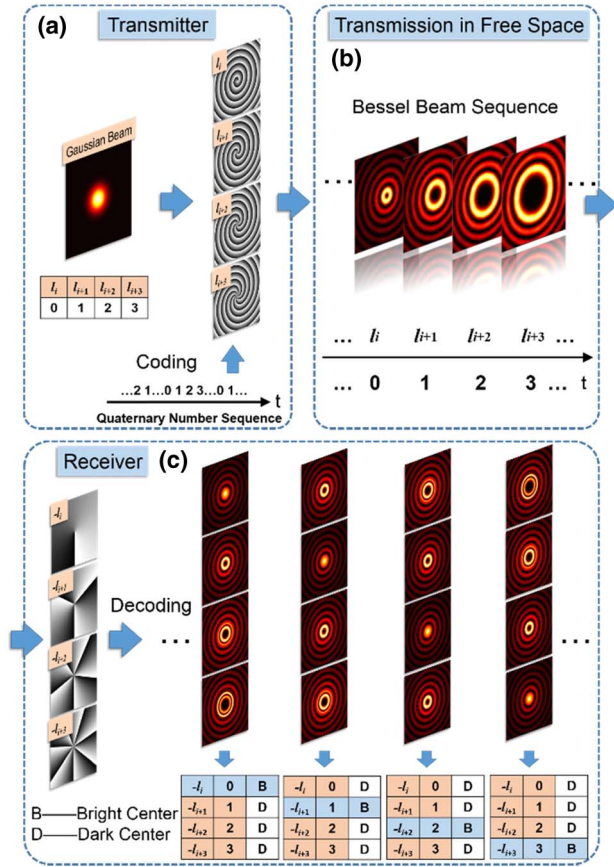 (a) Transmitter
Gaussian Beam
l_i
l_{i+1}
l_{i+2}
l_{i+3}
l_i l_{i+1} l_{i+2} l_{i+3}
0 1 2 3
Coding
...2 1...0 1 2 3...0 1...
t
Quaternary Number Sequence
Transmission in Free Space
(b)
Bessel Beam Sequence
... ...
... l_i l_{i+1} l_{i+2} l_{i+3} ...
... 0 1 2 3 ... t
Receiver (c)
-l_i
-l_{i+1}
-l_{i+2}
-l_{i+3}
Decoding
... ...
B——Bright Center
D——Dark Center
-l_i 0 B
-l_{i+1} 1 D
-l_{i+2} 2 D
-l_{i+3} 3 D
-l_i 0 D
-l_{i+1} 1 B
-l_{i+2} 2 D
-l_{i+3} 3 D
-l_i 0 D
-l_{i+1} 1 D
-l_{i+2} 2 B
-l_{i+3} 3 D
-l_i 0 D
-l_{i+1} 1 D
-l_{i+2} 2 D
-l_{i+3} 3 B